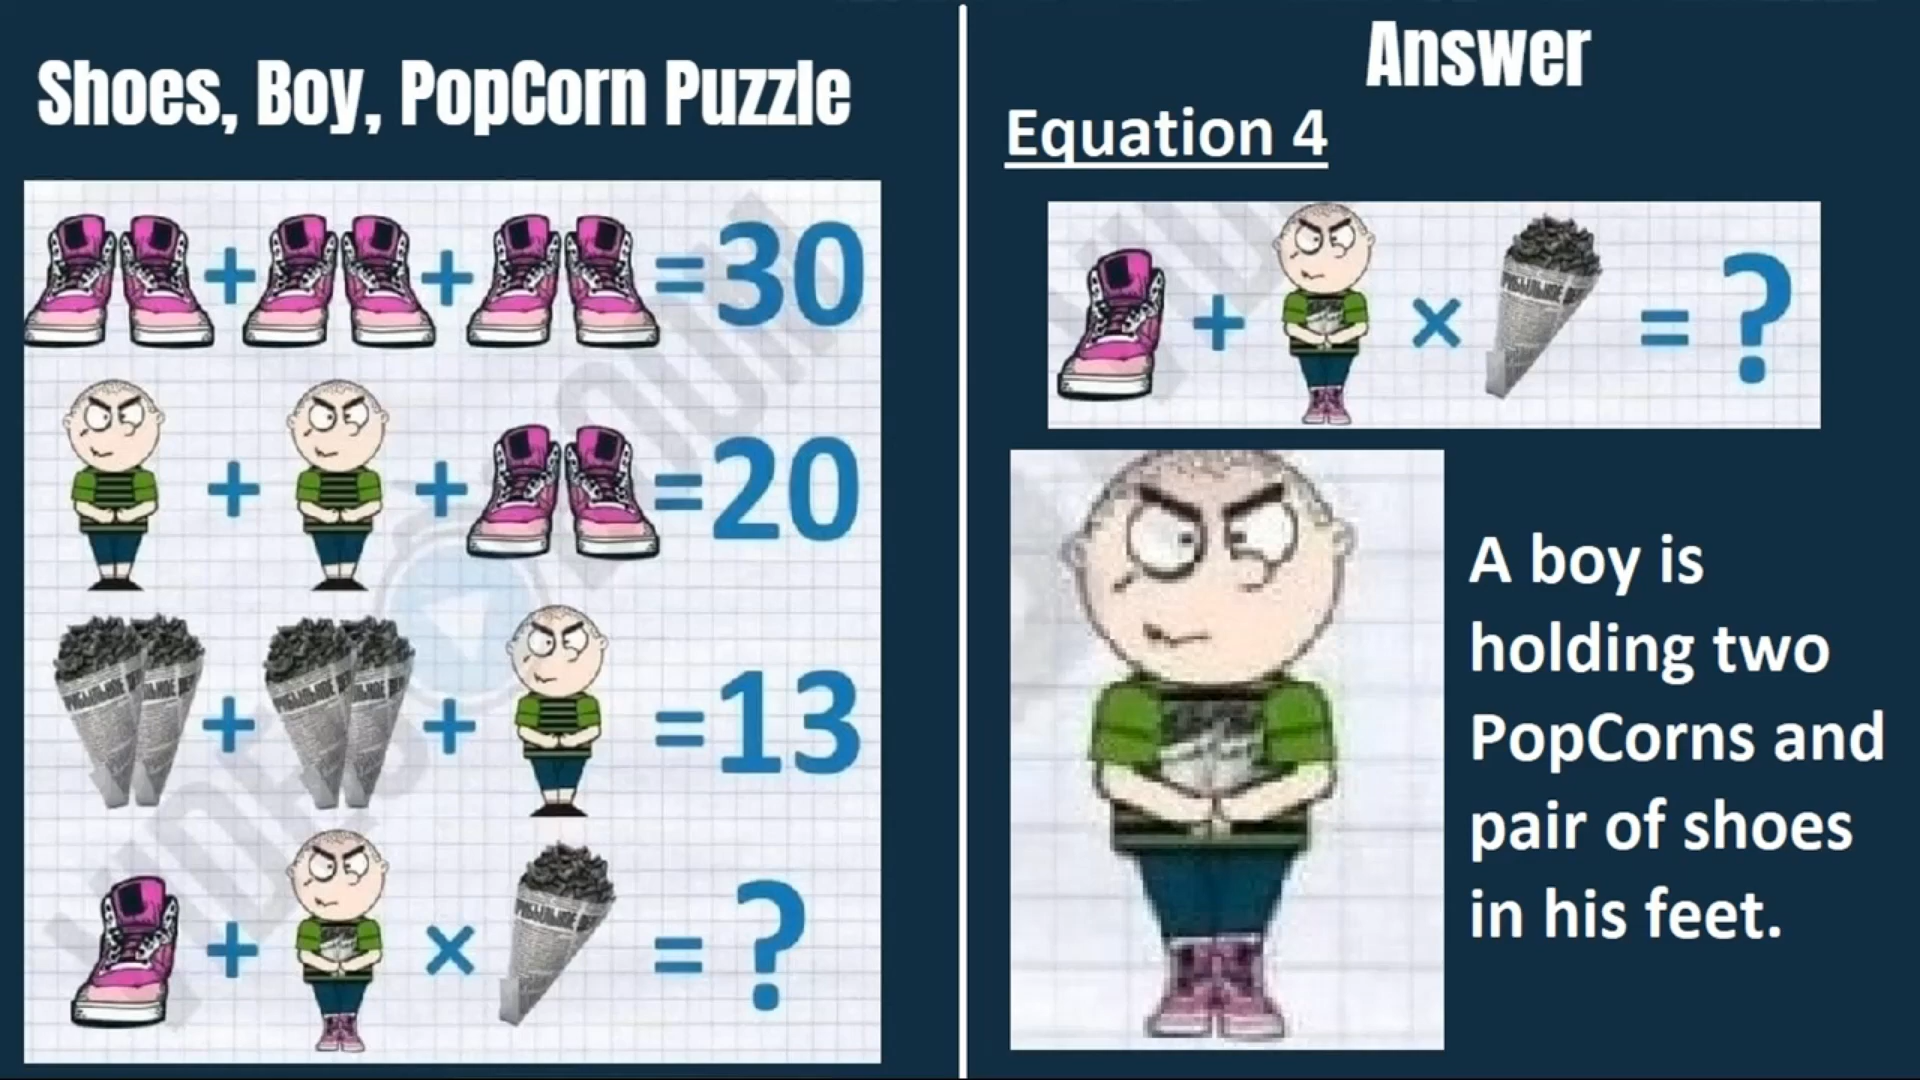 Shoes, Boy, PopCorn Puzzle
+ + =30
+ + =20
+ + =13
+ × = ?
Answer
Equation 4
+ × = ?
A boy is
holding two
PopCorns and
pair of shoes
in his feet.